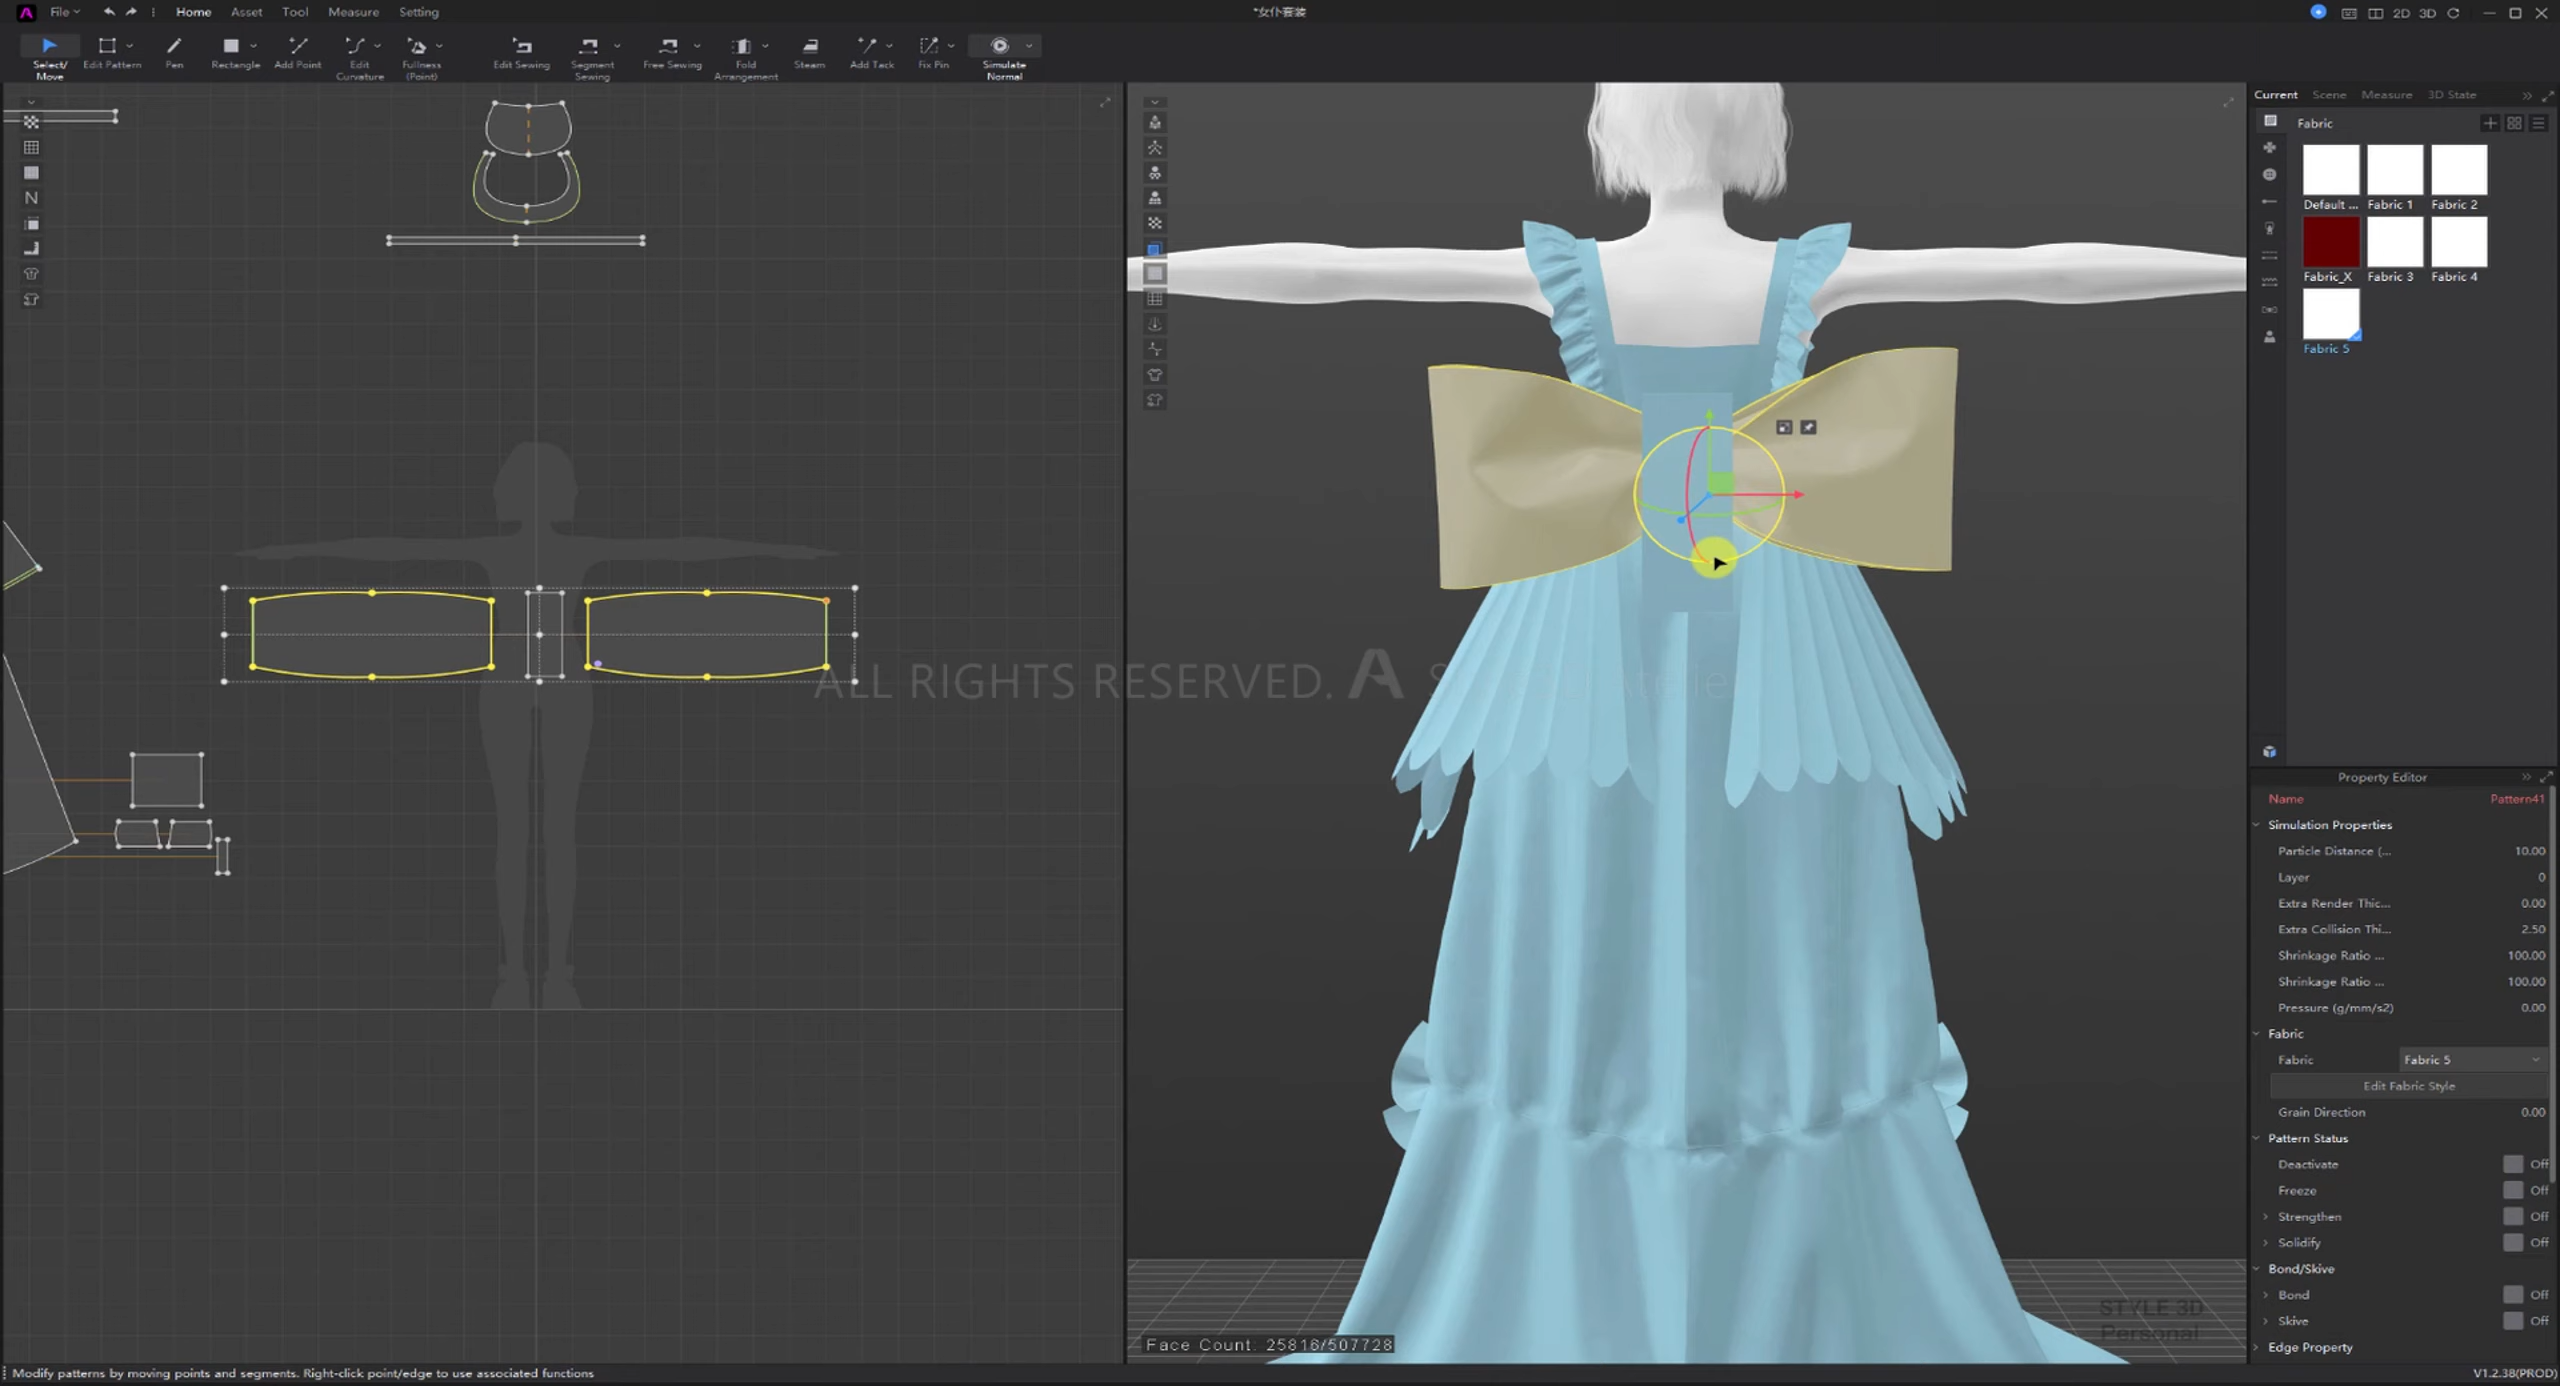 File
Home
Asset
Tool
Measure
Setting
*女仆套装
2D
3D
Select/
Move
Edit Pattern
Pen
Rectangle
Add Point
Edit
Curvature
Fullness
(Point)
Edit Sewing
Segment
Sewing
Free Sewing
Fold
Arrangement
Steam
Add Tack
Fix Pin
Simulate
Normal
Current
Scene
Measure
3D State
Fabric
Default ...
Fabric 1
Fabric 2
Fabric_X
Fabric 3
Fabric 4
Fabric 5
ALL RIGHTS RESERVED.
Property Editor
Name Pattern41
Simulation Properties
Particle Distance (... 10.00
Layer 0
Extra Render Thic... 0.00
Extra Collision Thi... 2.50
Shrinkage Ratio ... 100.00
Shrinkage Ratio ... 100.00
Pressure (g/mm/s2) 0.00
Fabric
Fabric Fabric 5
Edit Fabric Style
Grain Direction 0.00
Pattern Status
Deactivate Off
Freeze Off
Strengthen Off
Solidify Off
Bond/Skive
Bond Off
Skive Off
Edge Property
STYLE 3D
Personal
Face Count: 25816/507728
Modify patterns by moving points and segments. Right-click point/edge to use associated functions
V1.2.38(PROD)